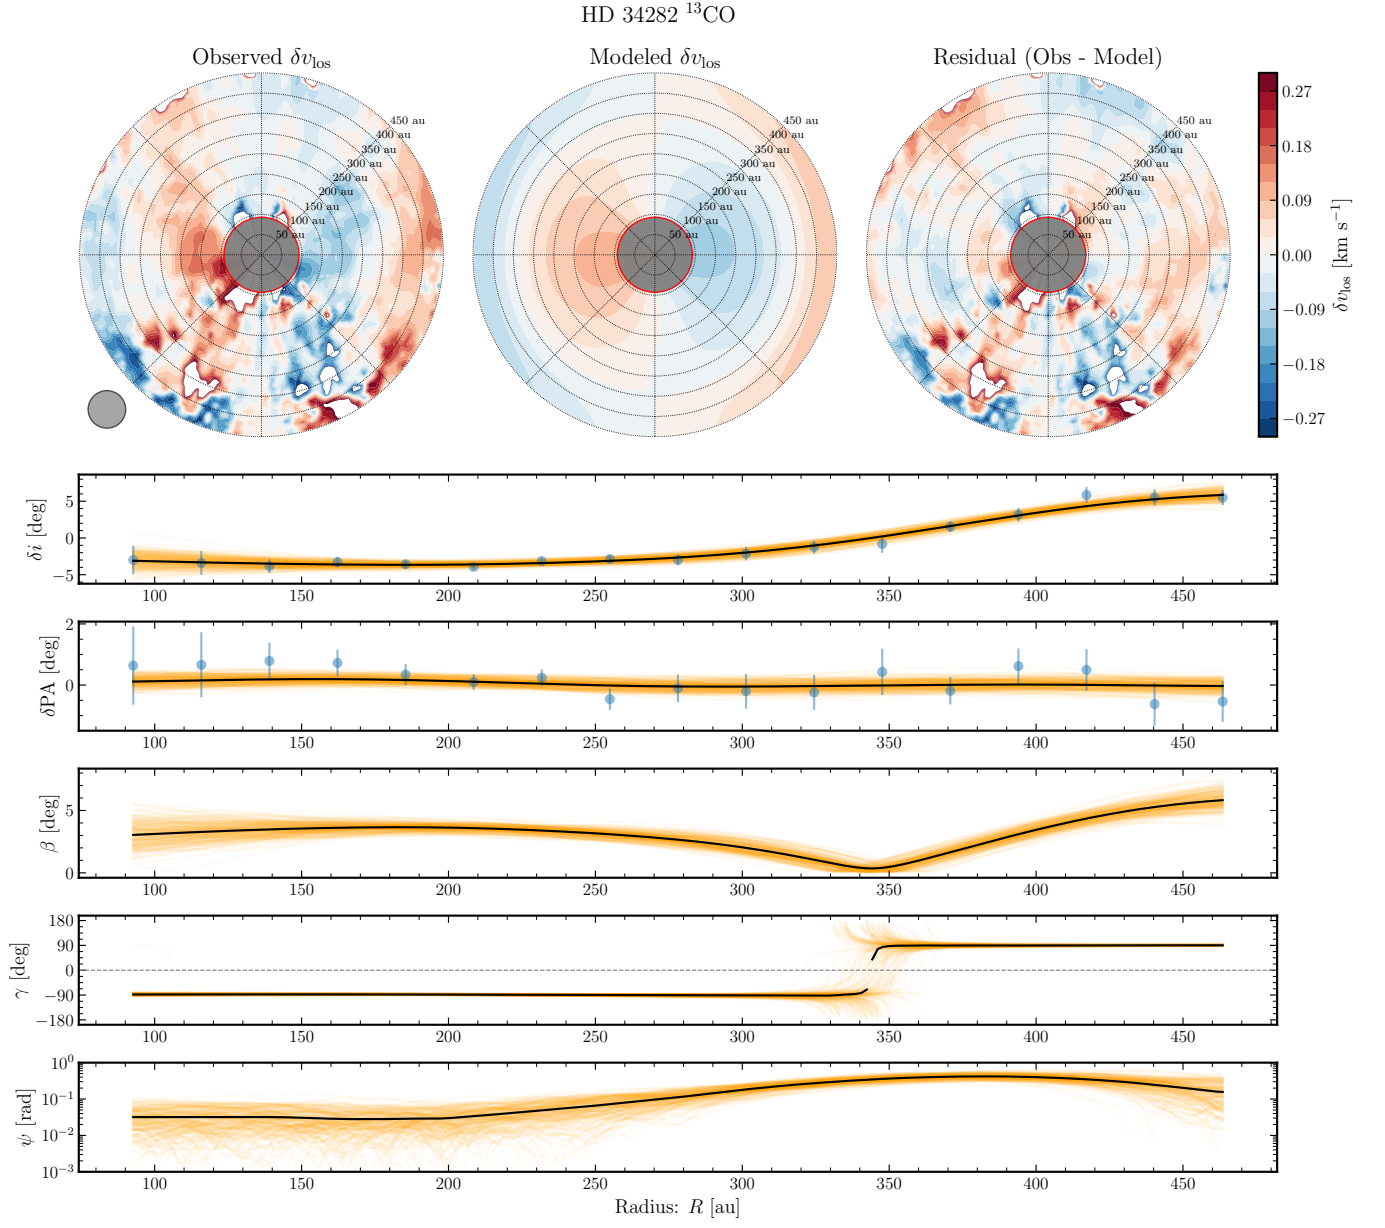 HD 34282 ¹³CO
Observed δv_los
Modeled δv_los
Residual (Obs - Model)
450 au
400 au
350 au
300 au
250 au
200 au
150 au
100 au
50 au
450 au
400 au
350 au
300 au
250 au
200 au
150 au
100 au
50 au
450 au
400 au
350 au
300 au
250 au
200 au
150 au
100 au
50 au
0.27
0.18
0.09
0.00
−0.09
−0.18
−0.27
δv_los [km s⁻¹]
δi [deg]
5
0
−5
100 150 200 250 300 350 400 450
δPA [deg]
2
0
100 150 200 250 300 350 400 450
β [deg]
5
0
100 150 200 250 300 350 400 450
γ [deg]
180
90
0
−90
−180
100 150 200 250 300 350 400 450
ψ [rad]
10⁰
10⁻¹
10⁻²
10⁻³
100 150 200 250 300 350 400 450
Radius: R [au]